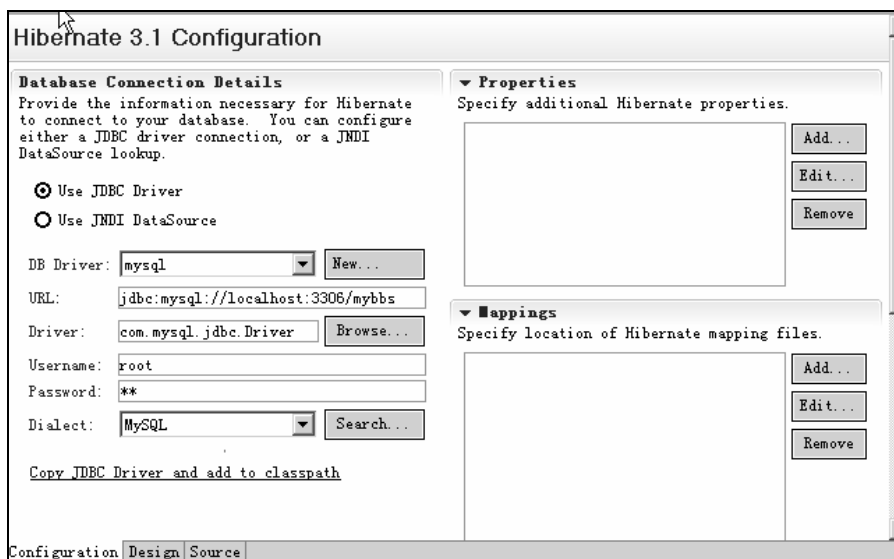 Hibernate 3.1 Configuration
Database Connection Details
Provide the information necessary for Hibernate
to connect to your database. You can configure
either a JDBC driver connection, or a JNDI
DataSource lookup.
Use JDBC Driver
Use JNDI DataSource
DB Driver: mysql New...
URL: jdbc:mysql://localhost:3306/mybbs
Driver: com.mysql.jdbc.Driver Browse...
Username: root
Password: **
Dialect: MySQL Search...
Copy JDBC Driver and add to classpath
Properties
Specify additional Hibernate properties.
Add...
Edit...
Remove
Mappings
Specify location of Hibernate mapping files.
Add...
Edit...
Remove
Configuration Design Source